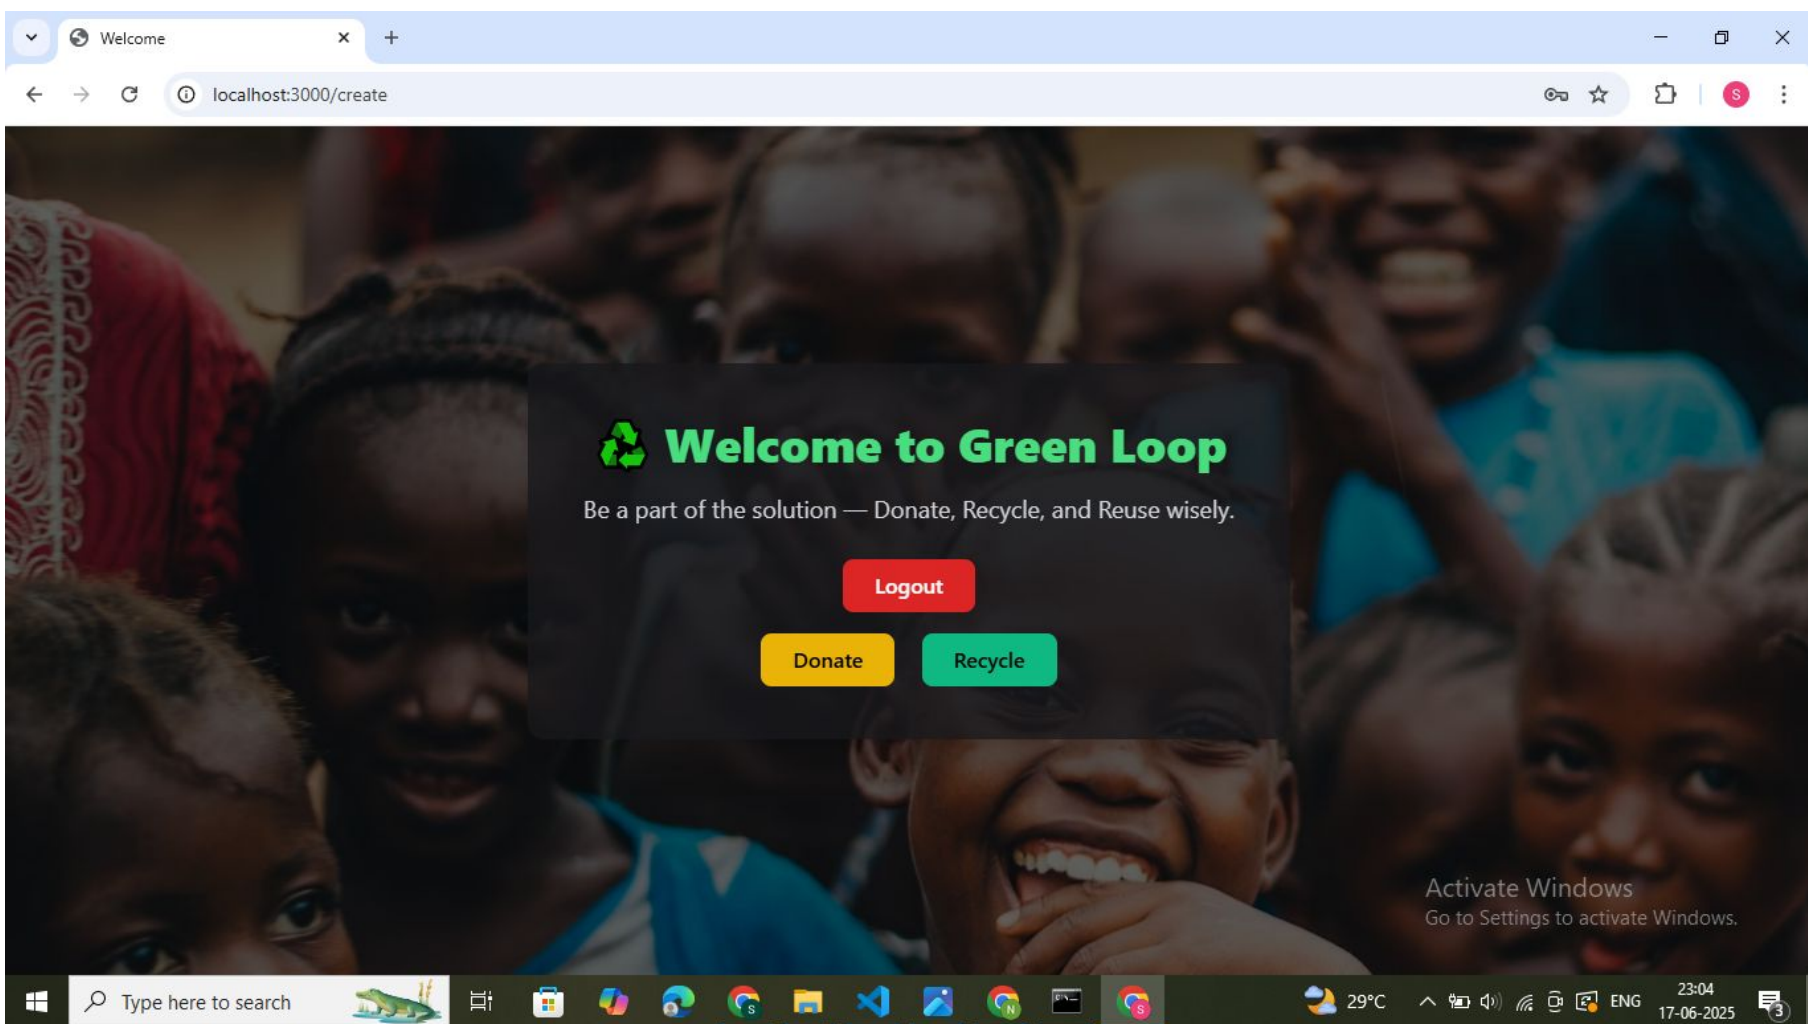 Welcome
localhost:3000/create
S
Welcome to Green Loop
Be a part of the solution — Donate, Recycle, and Reuse wisely.
Logout
Donate
Recycle
Activate Windows
Go to Settings to activate Windows.
Type here to search
S
N
S
29°C
ENG
23:04
17-06-2025
3